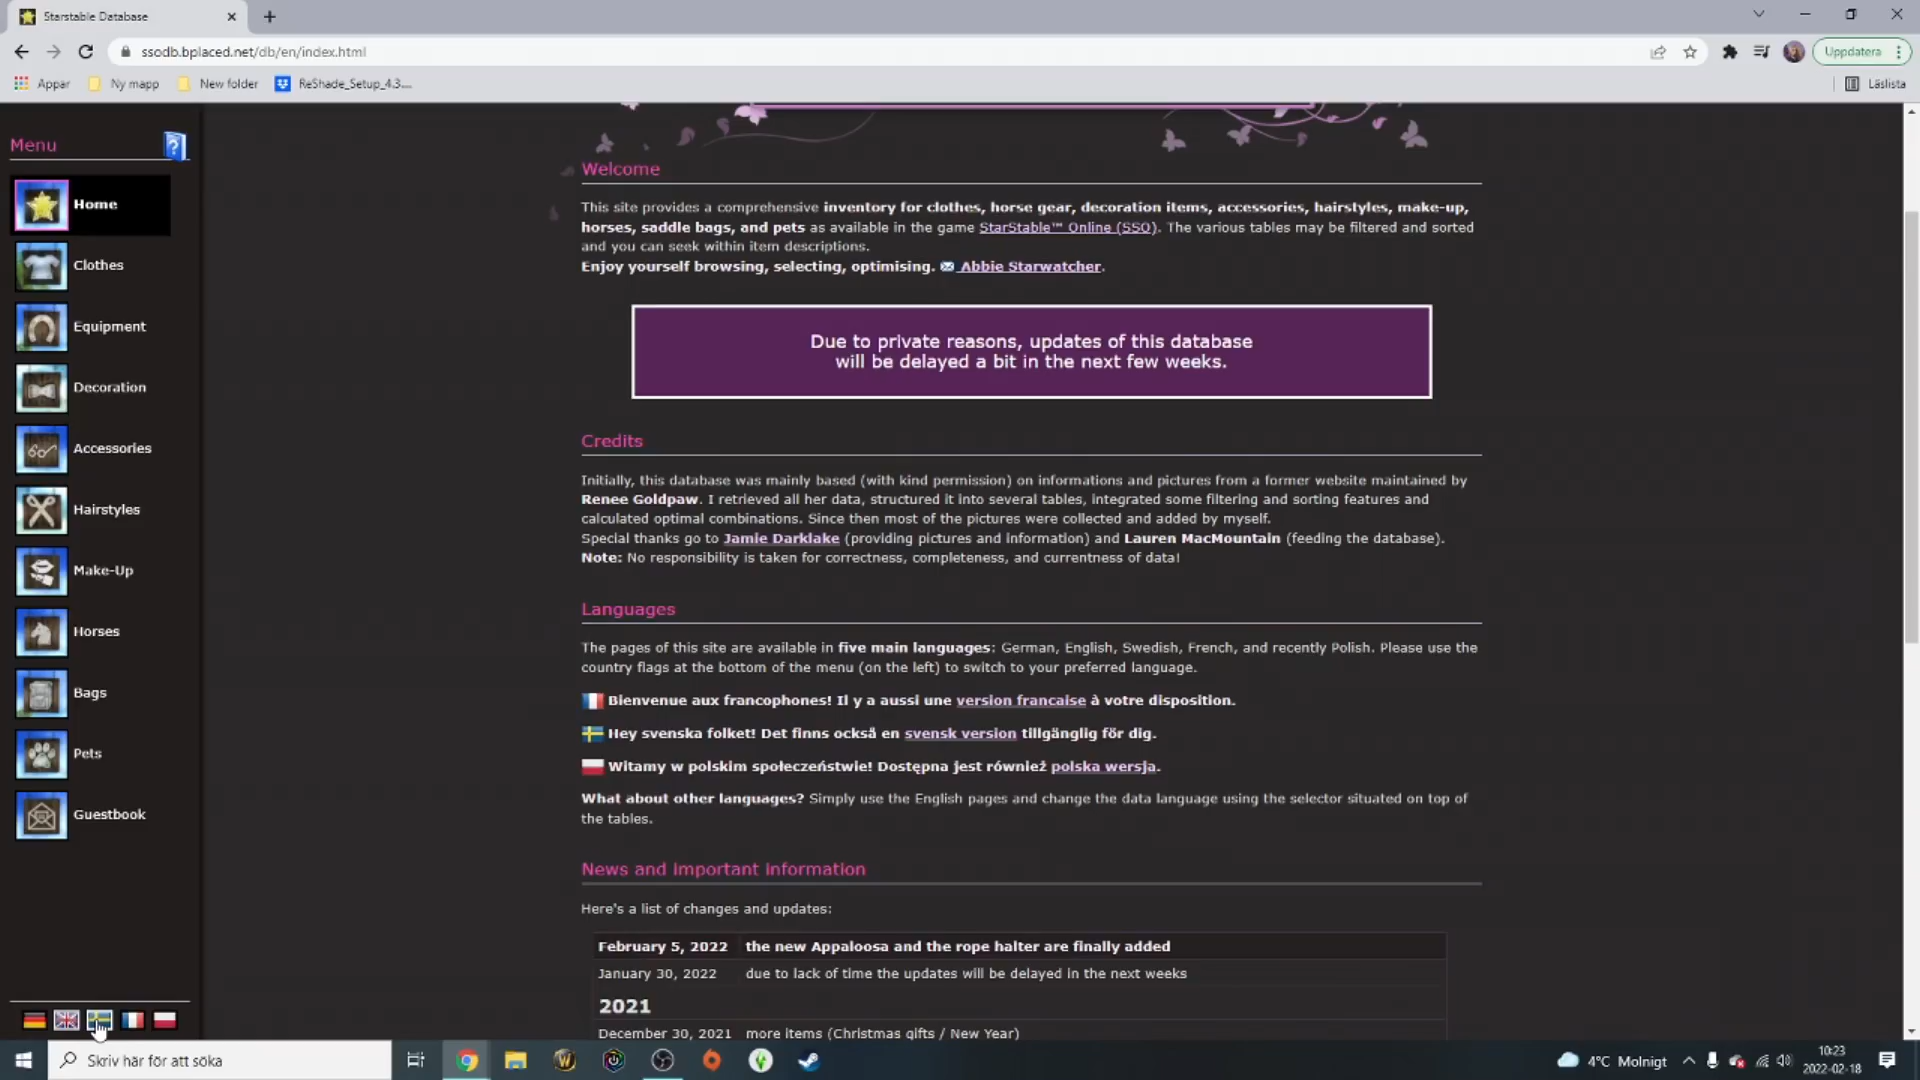 Starstable Database
ssodb.bplaced.net/db/en/index.html
Uppdatera
Appar
Ny mapp
New folder
ReShade_Setup_4.3....
Läslista
Menu
Home
Clothes
Equipment
Decoration
Accessories
Hairstyles
Make-Up
Horses
Bags
Pets
Guestbook
Welcome
This site provides a comprehensive inventory for clothes, horse gear, decoration items, accessories, hairstyles, make-up,
horses, saddle bags, and pets as available in the game StarStable™ Online (SSO). The various tables may be filtered and sorted
and you can seek within item descriptions.
Enjoy yourself browsing, selecting, optimising. Abbie Starwatcher.
Due to private reasons, updates of this database
will be delayed a bit in the next few weeks.
Credits
Initially, this database was mainly based (with kind permission) on informations and pictures from a former website maintained by
Renee Goldpaw. I retrieved all her data, structured it into several tables, integrated some filtering and sorting features and
calculated optimal combinations. Since then most of the pictures were collected and added by myself.
Special thanks go to Jamie Darklake (providing pictures and information) and Lauren MacMountain (feeding the database).
Note: No responsibility is taken for correctness, completeness, and currentness of data!
Languages
The pages of this site are available in five main languages: German, English, Swedish, French, and recently Polish. Please use the
country flags at the bottom of the menu (on the left) to switch to your preferred language.
Bienvenue aux francophones! Il y a aussi une version francaise à votre disposition.
Hey svenska folket! Det finns också en svensk version tillgänglig för dig.
Witamy w polskim społeczeństwie! Dostępna jest również polska wersja.
What about other languages? Simply use the English pages and change the data language using the selector situated on top of
the tables.
News and Important Information
Here's a list of changes and updates:
February 5, 2022 the new Appaloosa and the rope halter are finally added
January 30, 2022 due to lack of time the updates will be delayed in the next weeks
2021
December 30, 2021 more items (Christmas gifts / New Year)
Skriv här för att söka
4°C Molnigt
10:23
2022-02-18